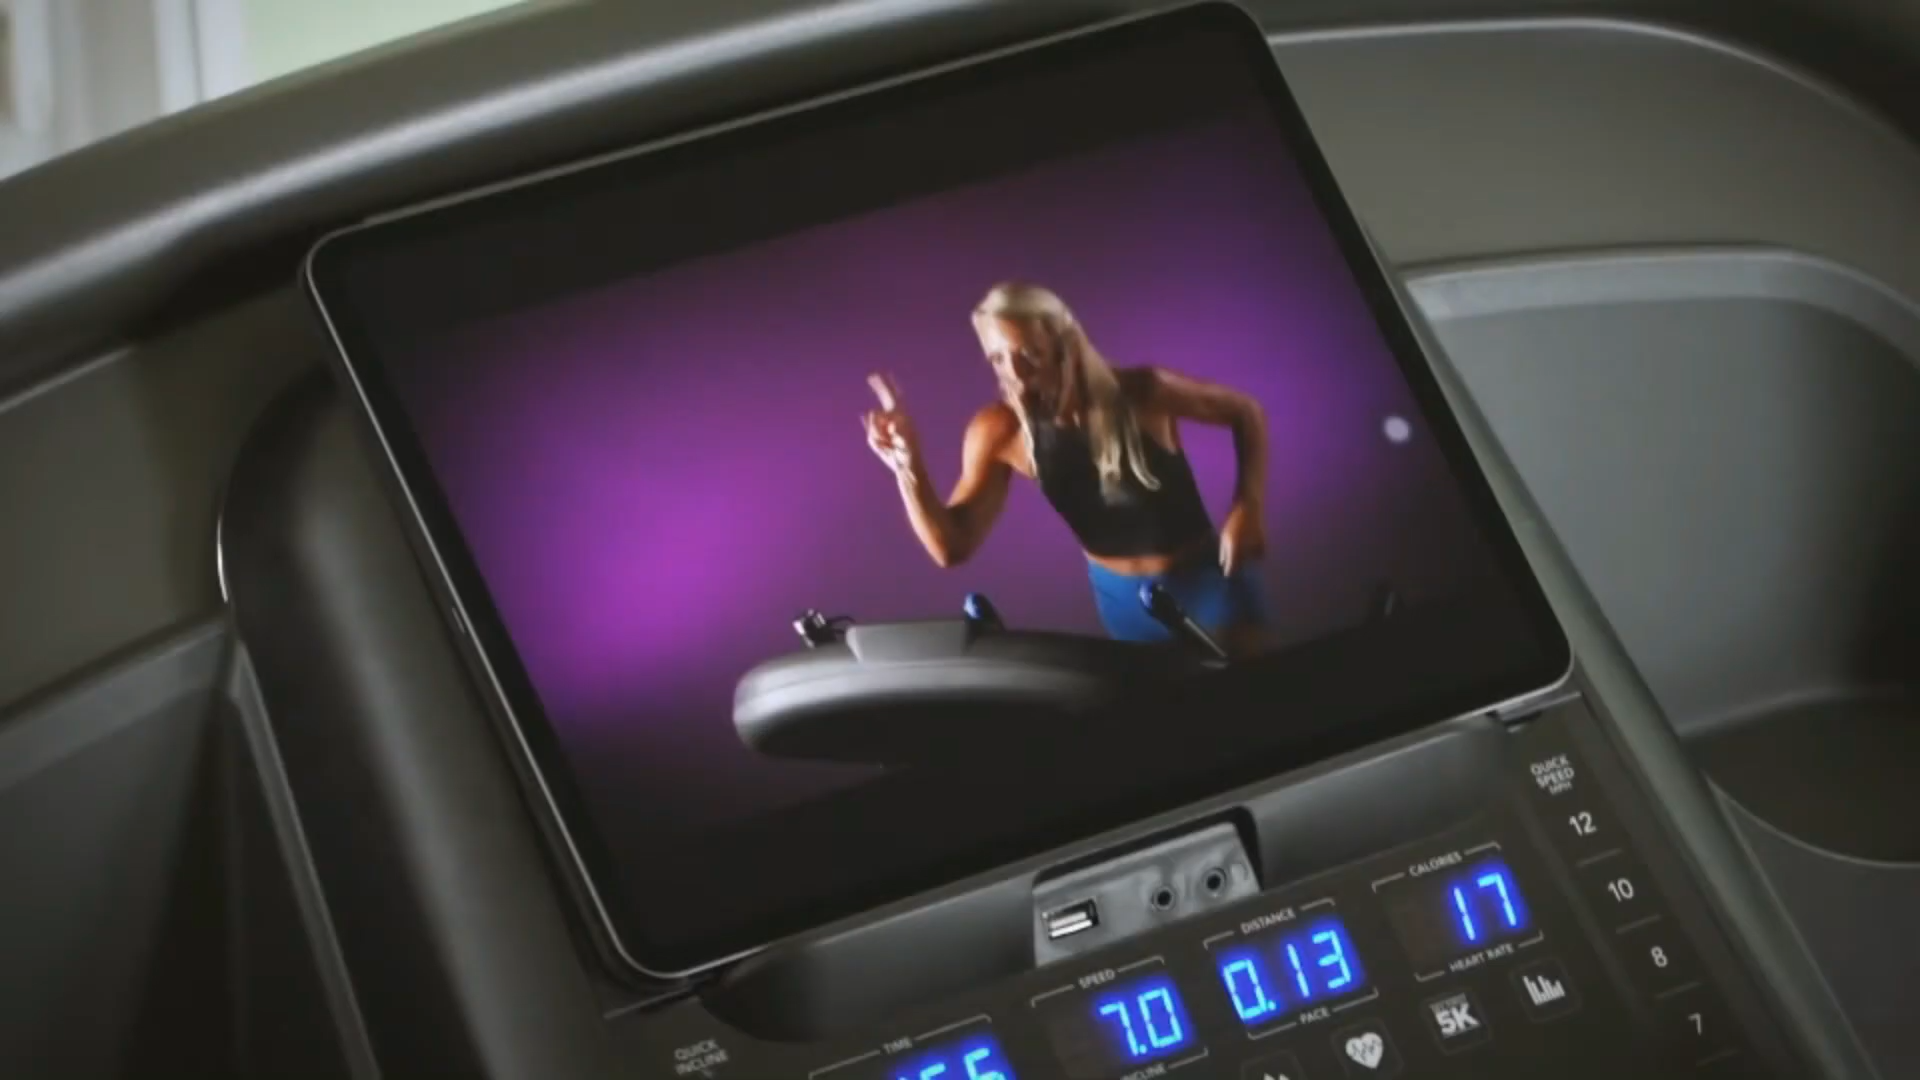 QUICK
SPEED
MPH
12
CALORIES
17
10
DISTANCE
0.13
HEART RATE
8
SPEED
7.0
PACE
5K
7
TIME
QUICK
INCLINE
INCLINE